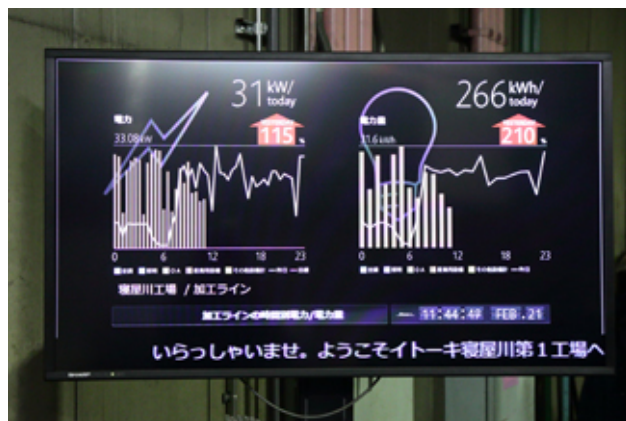 31 kW/
today
266 kWh/
today
電力
115 %
33.08kW
電力量
210 %
0 6 12 18 23
0 6 12 18 23
寝屋川工場 / 加工ライン
加工ラインの時間別電力/電力量
11:44:49 FEB.21
いらっしゃいませ。ようこそイトーキ寝屋川第1工場へ
SHARP